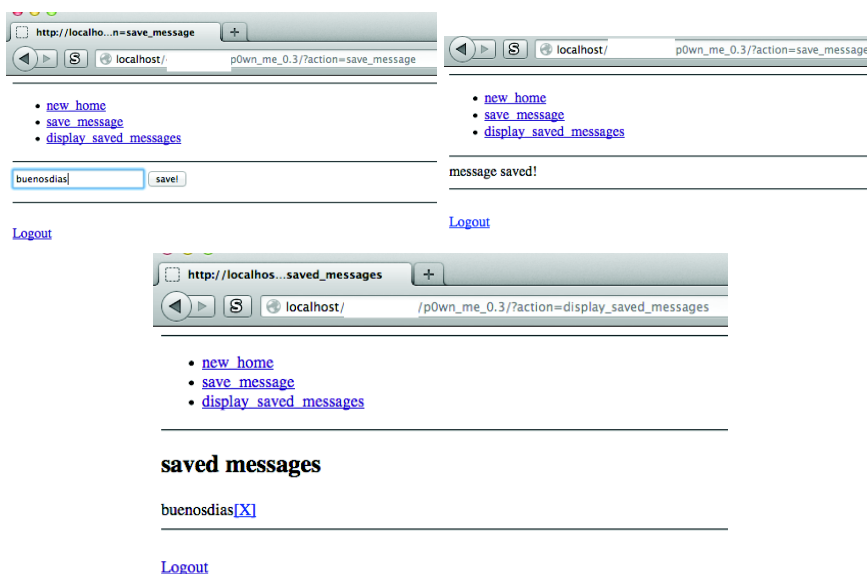 http://localho...n=save_message
localhost/ p0wn_me_0.3/?action=save_message
new_home
save_message
display_saved_messages
buenosdias save!
Logout
localhost/ p0wn_me_0.3/?action=save_message
new_home
save_message
display_saved_messages
message saved!
Logout
http://localhos...saved_messages
localhost/ /p0wn_me_0.3/?action=display_saved_messages
new_home
save_message
display_saved_messages
saved messages
buenosdias[X]
Logout